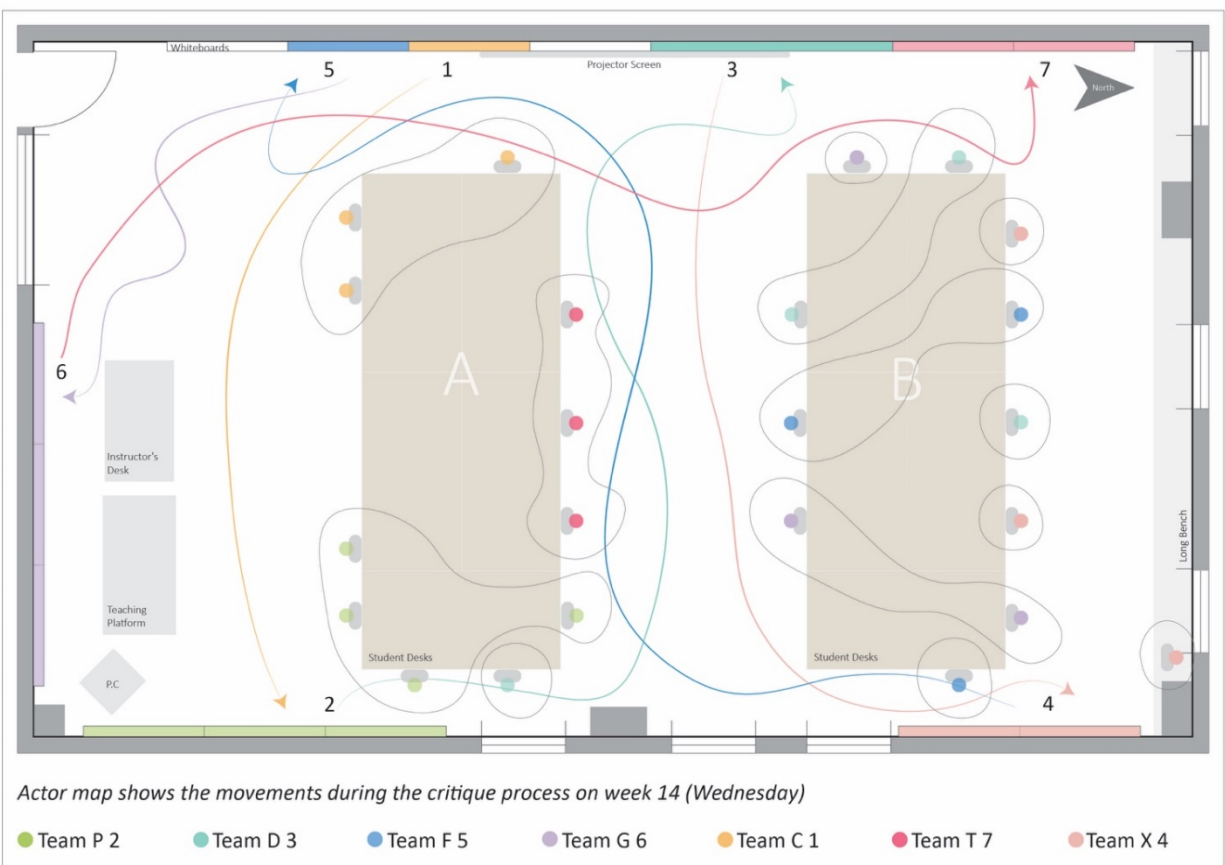 Whiteboards
5
1
Projector Screen
3
7
North
6
A
B
Instructor's
Desk
Long Bench
Teaching
Platform
P.C
Student Desks
Student Desks
2
4
Actor map shows the movements during the critique process on week 14 (Wednesday)
Team P 2
Team D 3
Team F 5
Team G 6
Team C 1
Team T 7
Team X 4